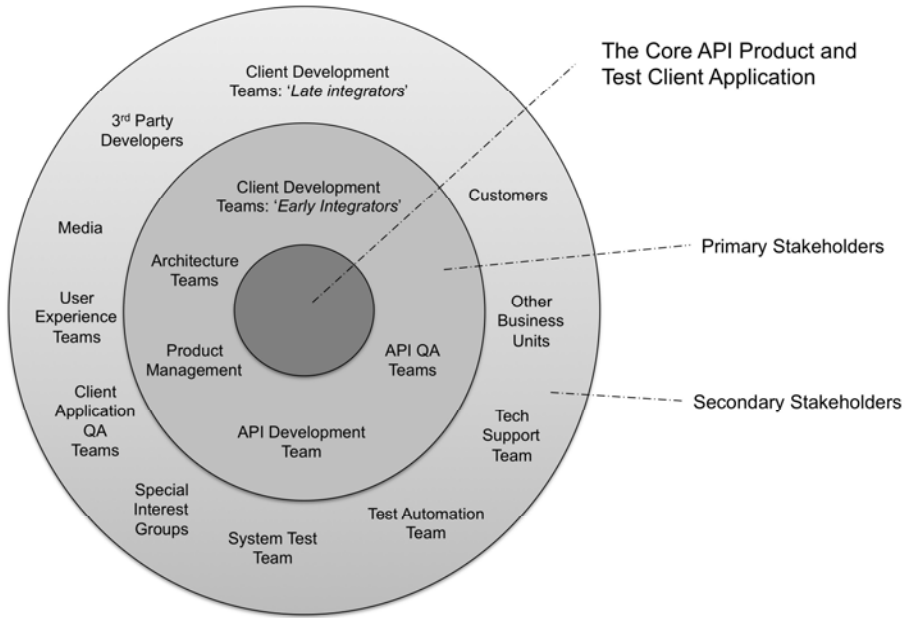 The Core API Product and
Test Client Application
Client Development
Teams: 'Late integrators'
3rd Party
Developers
Client Development
Teams: 'Early Integrators'
Customers
Media
Architecture
Teams
Primary Stakeholders
User
Experience
Teams
Other
Business
Units
Product
Management
API QA
Teams
Client
Application
QA
Teams
Secondary Stakeholders
API Development
Team
Tech
Support
Team
Special
Interest
Groups
System Test
Team
Test Automation
Team